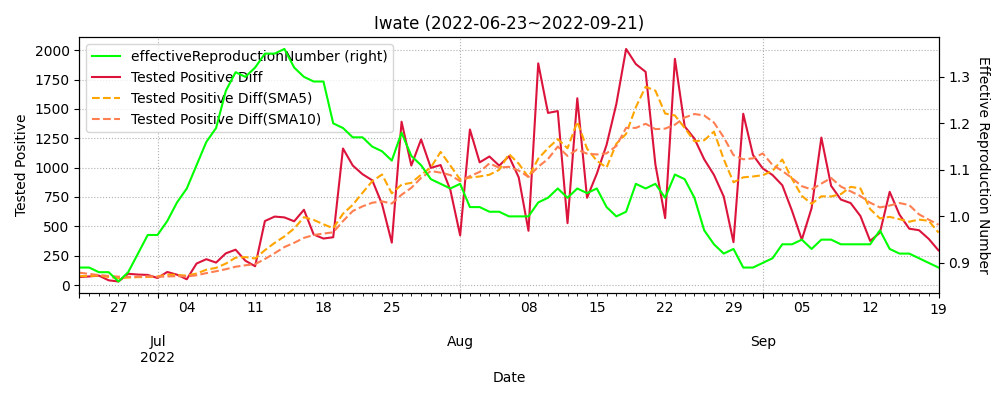 Iwate (2022-06-23~2022-09-21)
effectiveReproductionNumber (right)
Tested Positive Diff
Tested Positive Diff(SMA5)
Tested Positive Diff(SMA10)
Tested Positive
2000
1750
1500
1250
1000
750
500
250
0
1.3
1.2
1.1
1.0
0.9
Effective Reproduction Number
27 04 11 18 25 08 15 22 29 05 12 19
Jul Aug Sep
2022
Date